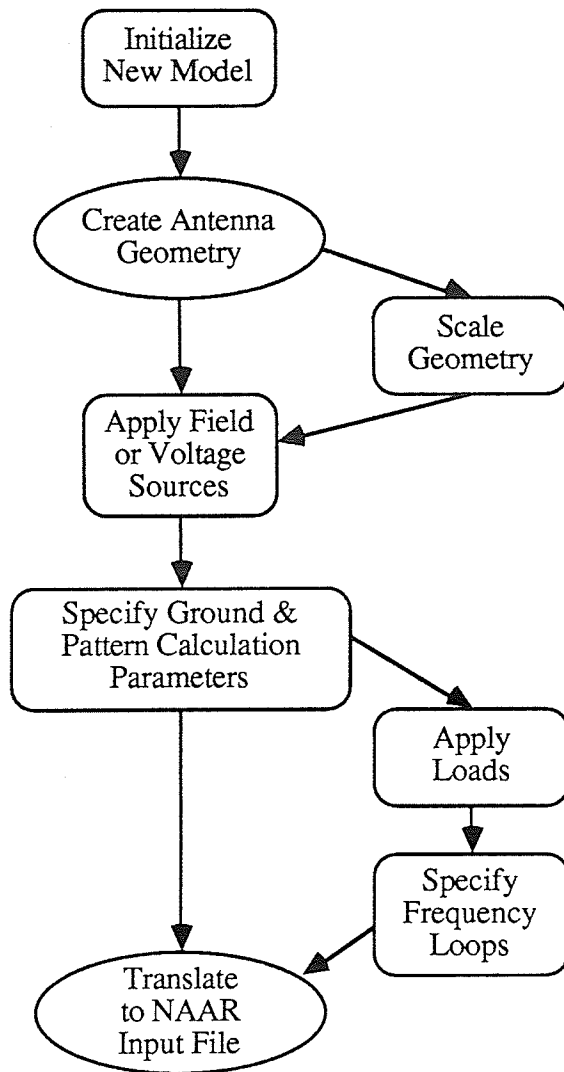 Initialize
New Model
Create Antenna
Geometry
Scale
Geometry
Apply Field
or Voltage
Sources
Specify Ground &
Pattern Calculation
Parameters
Apply
Loads
Specify
Frequency
Loops
Translate
to NAAR
Input File